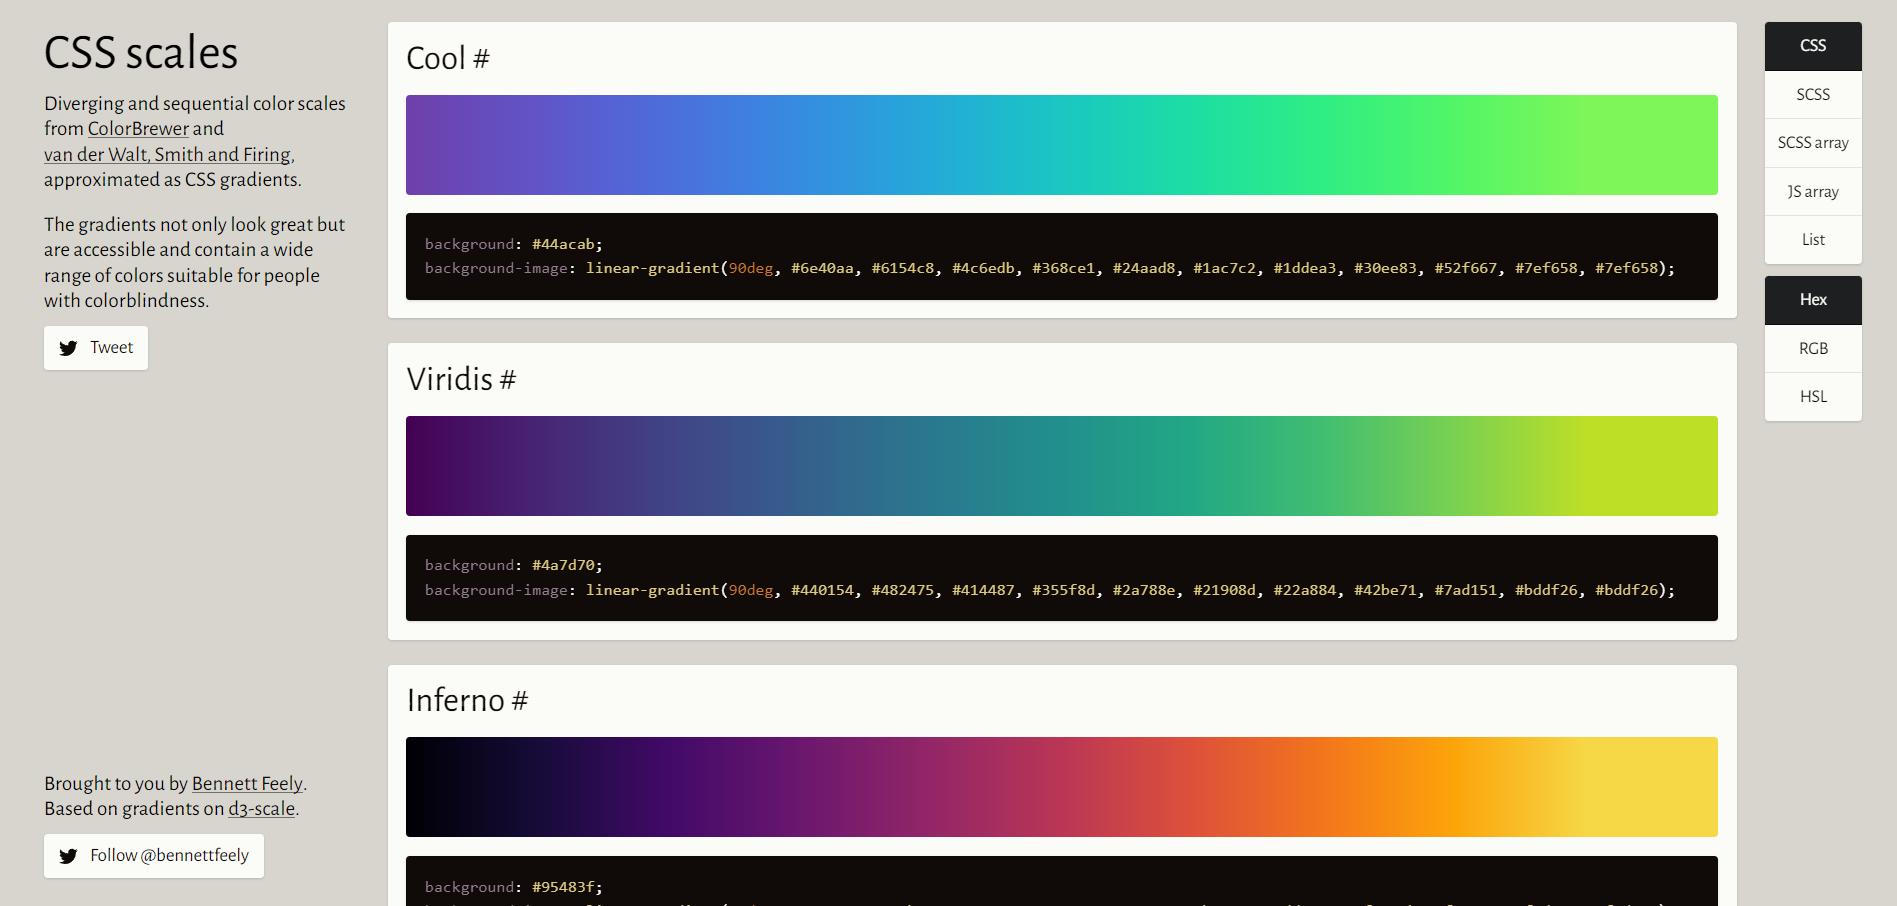 CSS scales
Diverging and sequential color scales
from ColorBrewer and
van der Walt, Smith and Firing,
approximated as CSS gradients.
The gradients not only look great but
are accessible and contain a wide
range of colors suitable for people
with colorblindness.
Tweet
Brought to you by Bennett Feely.
Based on gradients on d3-scale.
Follow @bennettfeely
Cool #
background: #44acab;
background-image: linear-gradient(90deg, #6e40aa, #6154c8, #4c6edb, #368ce1, #24aad8, #1ac7c2, #1ddea3, #30ee83, #52f667, #7ef658, #7ef658);
Viridis #
background: #4a7d70;
background-image: linear-gradient(90deg, #440154, #482475, #414487, #355f8d, #2a788e, #21908d, #22a884, #42be71, #7ad151, #bddf26, #bddf26);
Inferno #
background: #95483f;
CSS
SCSS
SCSS array
JS array
List
Hex
RGB
HSL